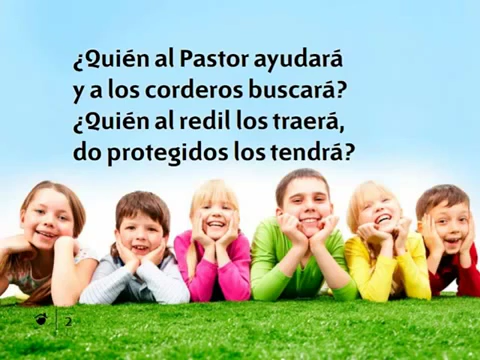 ¿Quién al Pastor ayudará
y a los corderos buscará?
¿Quién al redil los traerá,
do protegidos los tendrá?
2